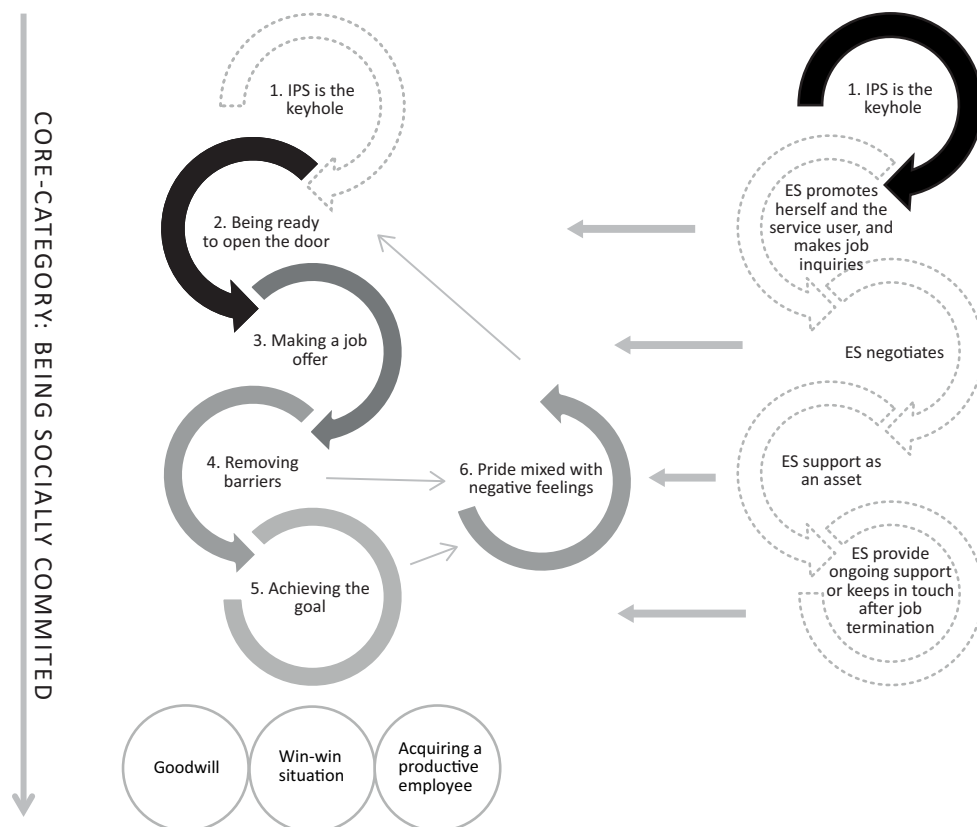 CORE-CATEGORY: BEING SOCIALLY COMMITED
1. IPS is the
keyhole
2. Being ready
to open the door
3. Making a job
offer
4. Removing
barriers
5. Achieving the
goal
6. Pride mixed with
negative feelings
1. IPS is the
keyhole
ES promotes
herself and the
service user, and
makes job
inquiries
ES negotiates
ES support as
an asset
ES provide
ongoing support
or keeps in touch
after job
termination
Goodwill
Win-win
situation
Acquiring a
productive
employee